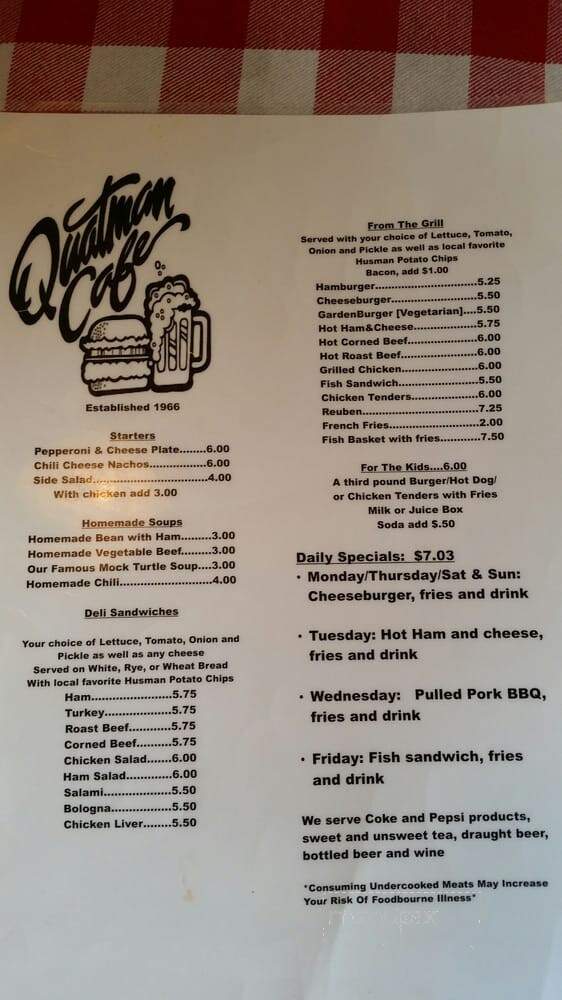 Quatman
Cafe
Established 1966
Starters
Pepperoni & Cheese Plate........6.00
Chili Cheese Nachos.................6.00
Side Salad..................................4.00
With chicken add 3.00
Homemade Soups
Homemade Bean with Ham.........3.00
Homemade Vegetable Beef.........3.00
Our Famous Mock Turtle Soup....3.00
Homemade Chili...........................4.00
Deli Sandwiches
Your choice of Lettuce, Tomato, Onion and
Pickle as well as any cheese
Served on White, Rye, or Wheat Bread
With local favorite Husman Potato Chips
Ham.......................5.75
Turkey...................5.75
Roast Beef............5.75
Corned Beef..........5.75
Chicken Salad.......6.00
Ham Salad............6.00
Salami...................5.50
Bologna.................5.50
Chicken Liver........5.50
From The Grill
Served with your choice of Lettuce, Tomato,
Onion and Pickle as well as local favorite
Husman Potato Chips
Bacon, add $1.00
Hamburger..............................5.25
Cheeseburger.........................5.50
GardenBurger [Vegetarian]....5.50
Hot Ham&Cheese...................5.75
Hot Corned Beef.....................6.00
Hot Roast Beef.......................6.00
Grilled Chicken.......................6.00
Fish Sandwich........................5.50
Chicken Tenders.....................6.00
Reuben...................................7.25
French Fries...........................2.00
Fish Basket with fries............7.50
For The Kids....6.00
A third pound Burger/Hot Dog/
or Chicken Tenders with Fries
Milk or Juice Box
Soda add $.50
Daily Specials: $7.03
• Monday/Thursday/Sat & Sun:
Cheeseburger, fries and drink
• Tuesday: Hot Ham and cheese,
fries and drink
• Wednesday: Pulled Pork BBQ,
fries and drink
• Friday: Fish sandwich, fries
and drink
We serve Coke and Pepsi products,
sweet and unsweet tea, draught beer,
bottled beer and wine
*Consuming Undercooked Meats May Increase
Your Risk Of Foodbourne Illness*